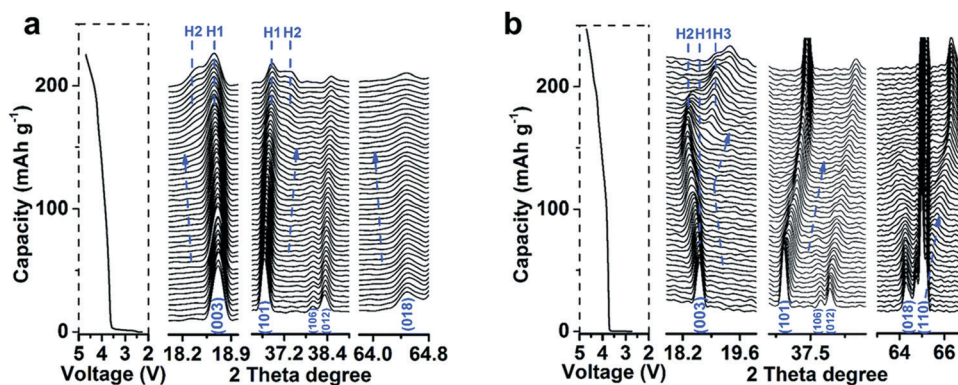 a
H2 H1
H1 H2
Capacity (mAh g⁻¹)
200
100
0
(003)
(101)
(106)
(012)
(018)
5 4 3 2
18.2 18.9
37.2 38.4
64.0 64.8
Voltage (V)
2 Theta degree
b
H2 H1 H3
Capacity (mAh g⁻¹)
200
100
0
(003)
(101)
(106)
(012)
(018)
(110)
5 4 3 2
18.2 19.6
37.5
64 66
Voltage (V)
2 Theta degree